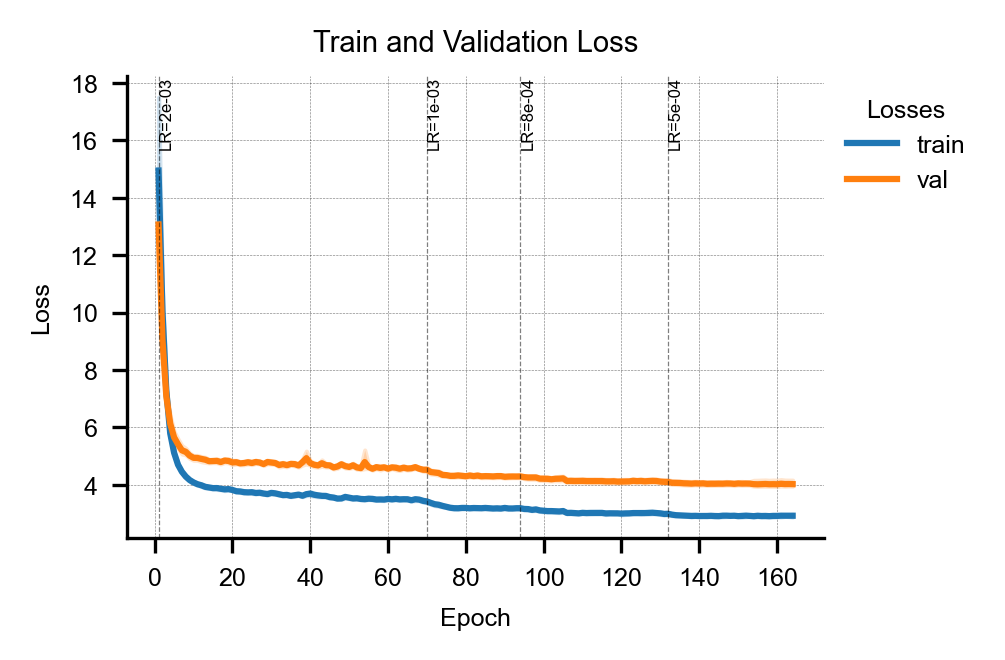 Train and Validation Loss
Loss
18
16
14
12
10
8
6
4
LR=2e-03
LR=1e-03
LR=8e-04
LR=5e-04
Losses
train
val
0 20 40 60 80 100 120 140 160
Epoch